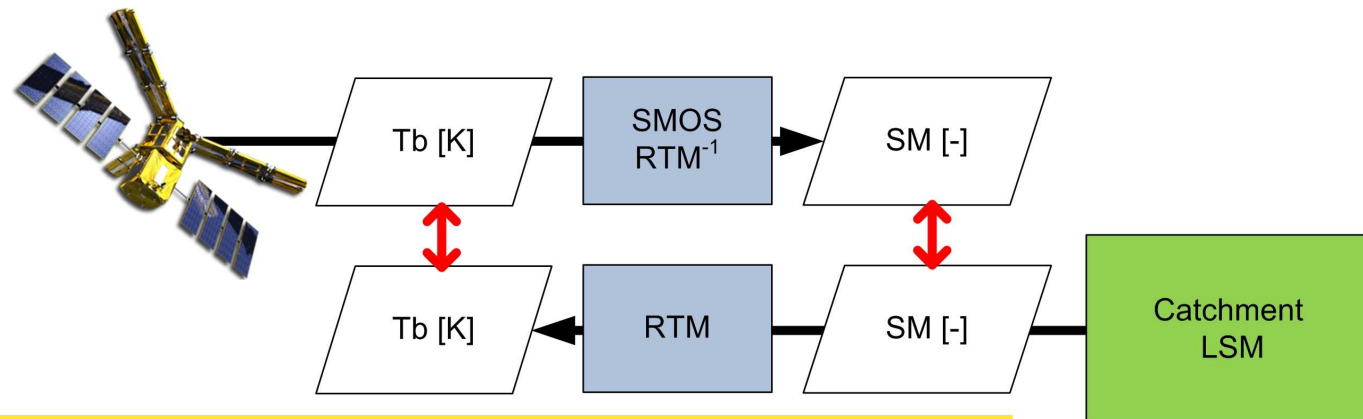 Tb [K]
SMOS
RTM⁻¹
SM [-]
Tb [K]
RTM
SM [-]
Catchment
LSM